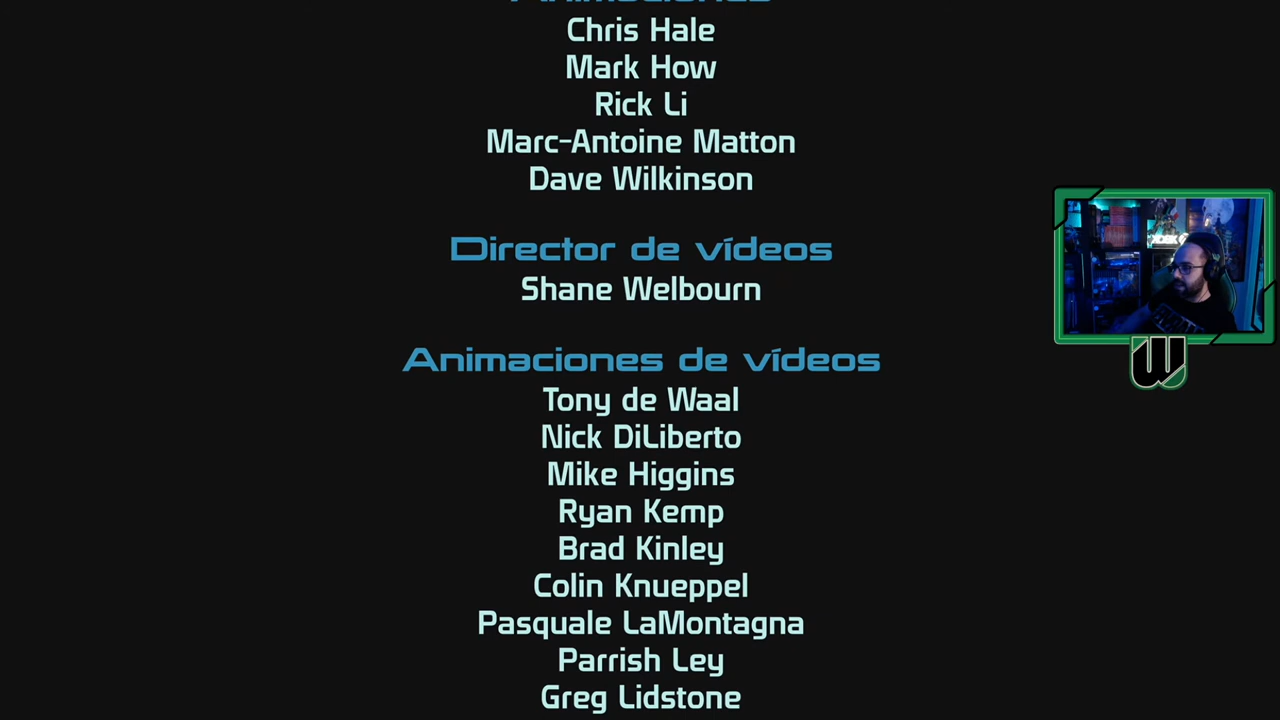 Animaciones
Chris Hale
Mark How
Rick Li
Marc-Antoine Matton
Dave Wilkinson
Director de vídeos
Shane Welbourn
Animaciones de vídeos
Tony de Waal
Nick DiLiberto
Mike Higgins
Ryan Kemp
Brad Kinley
Colin Knueppel
Pasquale LaMontagna
Parrish Ley
Greg Lidstone
W